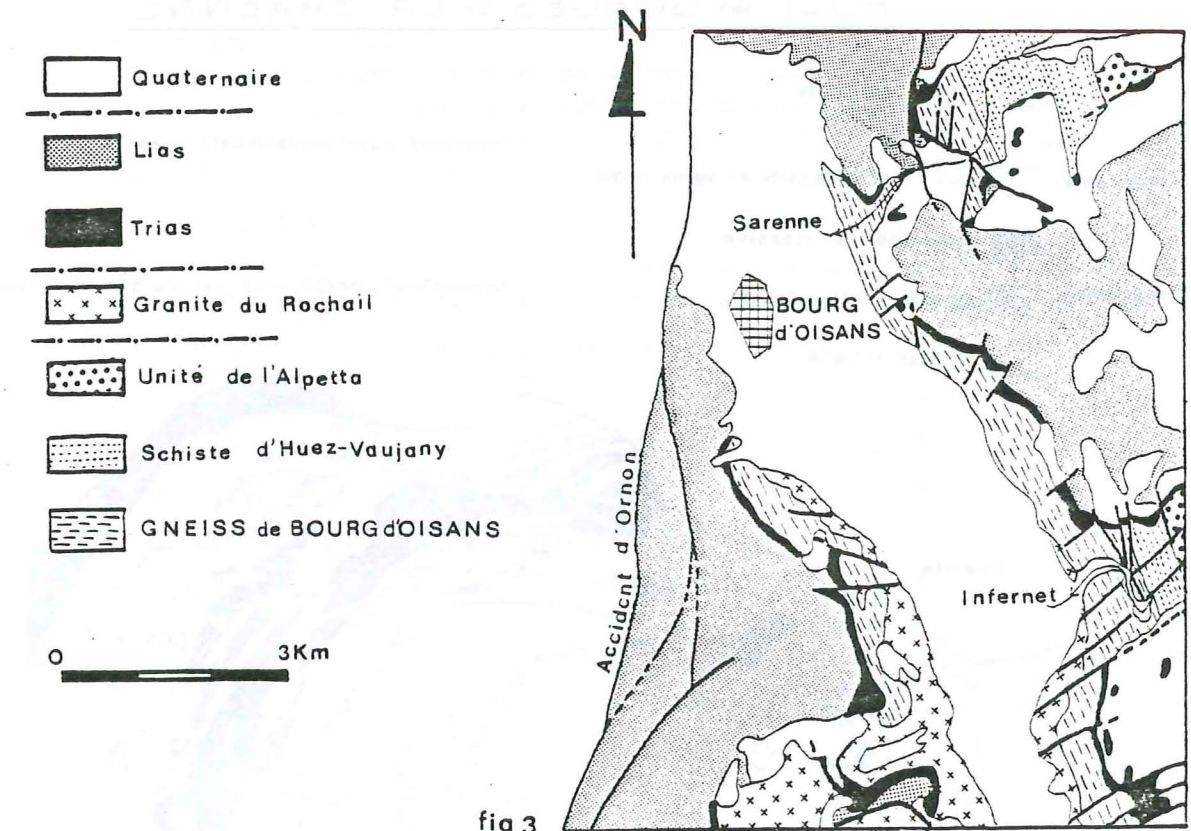 Quaternaire
Lias
Trias
Granite du Rochail
Unité de l'Alpetta
Schiste d'Huez-Vaujany
GNEISS de BOURG d'OISANS
0 3Km
fig 3
N
Sarenne
BOURG
d'OISANS
Accident d'Ornon
Infernet